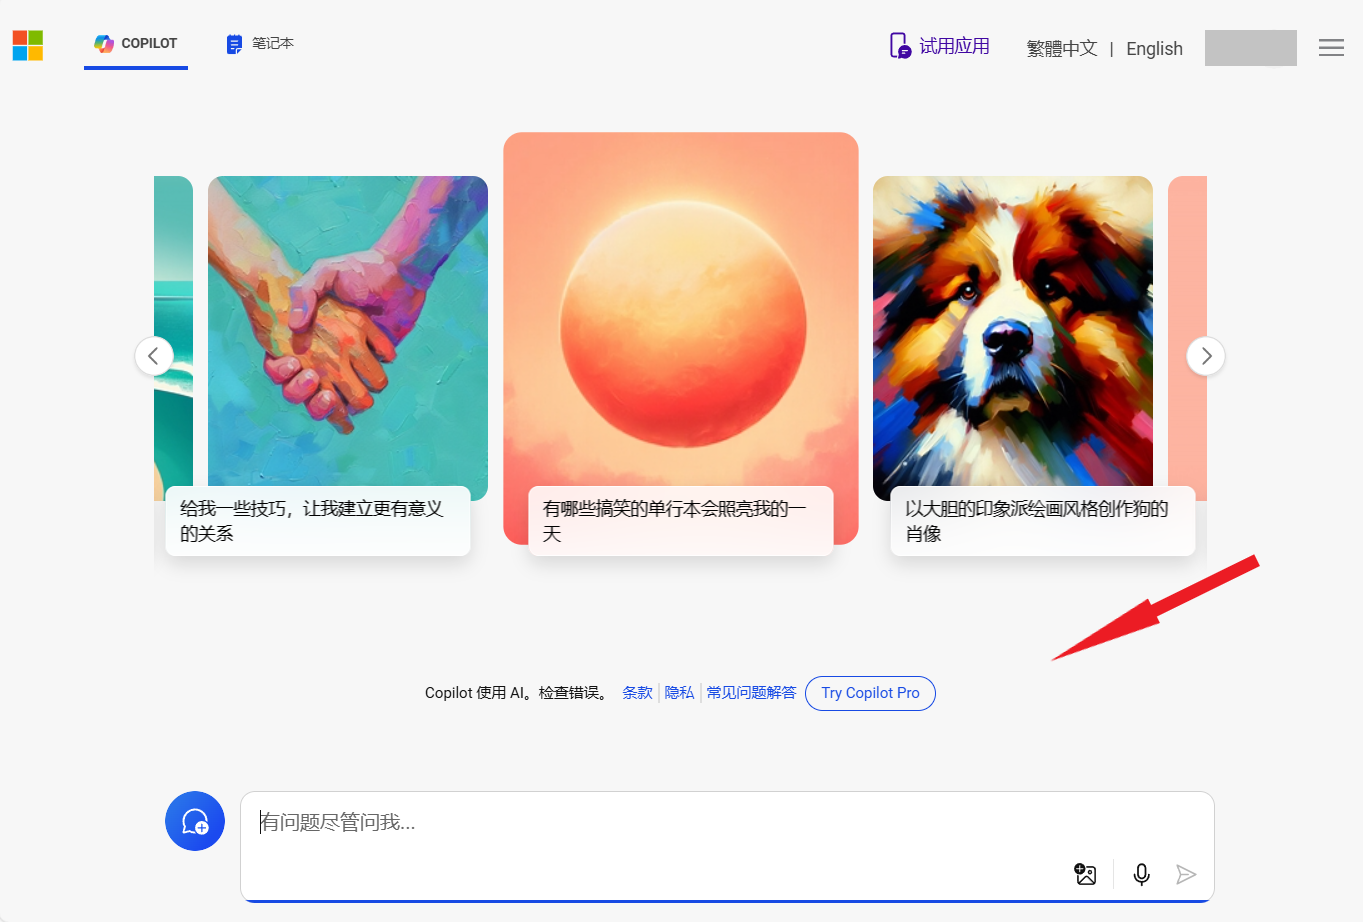 COPILOT
笔记本
试用应用
繁體中文 | English
给我一些技巧，让我建立更有意义
的关系
有哪些搞笑的单行本会照亮我的一
天
以大胆的印象派绘画风格创作狗的
肖像
Copilot 使用 AI。检查错误。 条款 | 隐私 | 常见问题解答 Try Copilot Pro
有问题尽管问我...